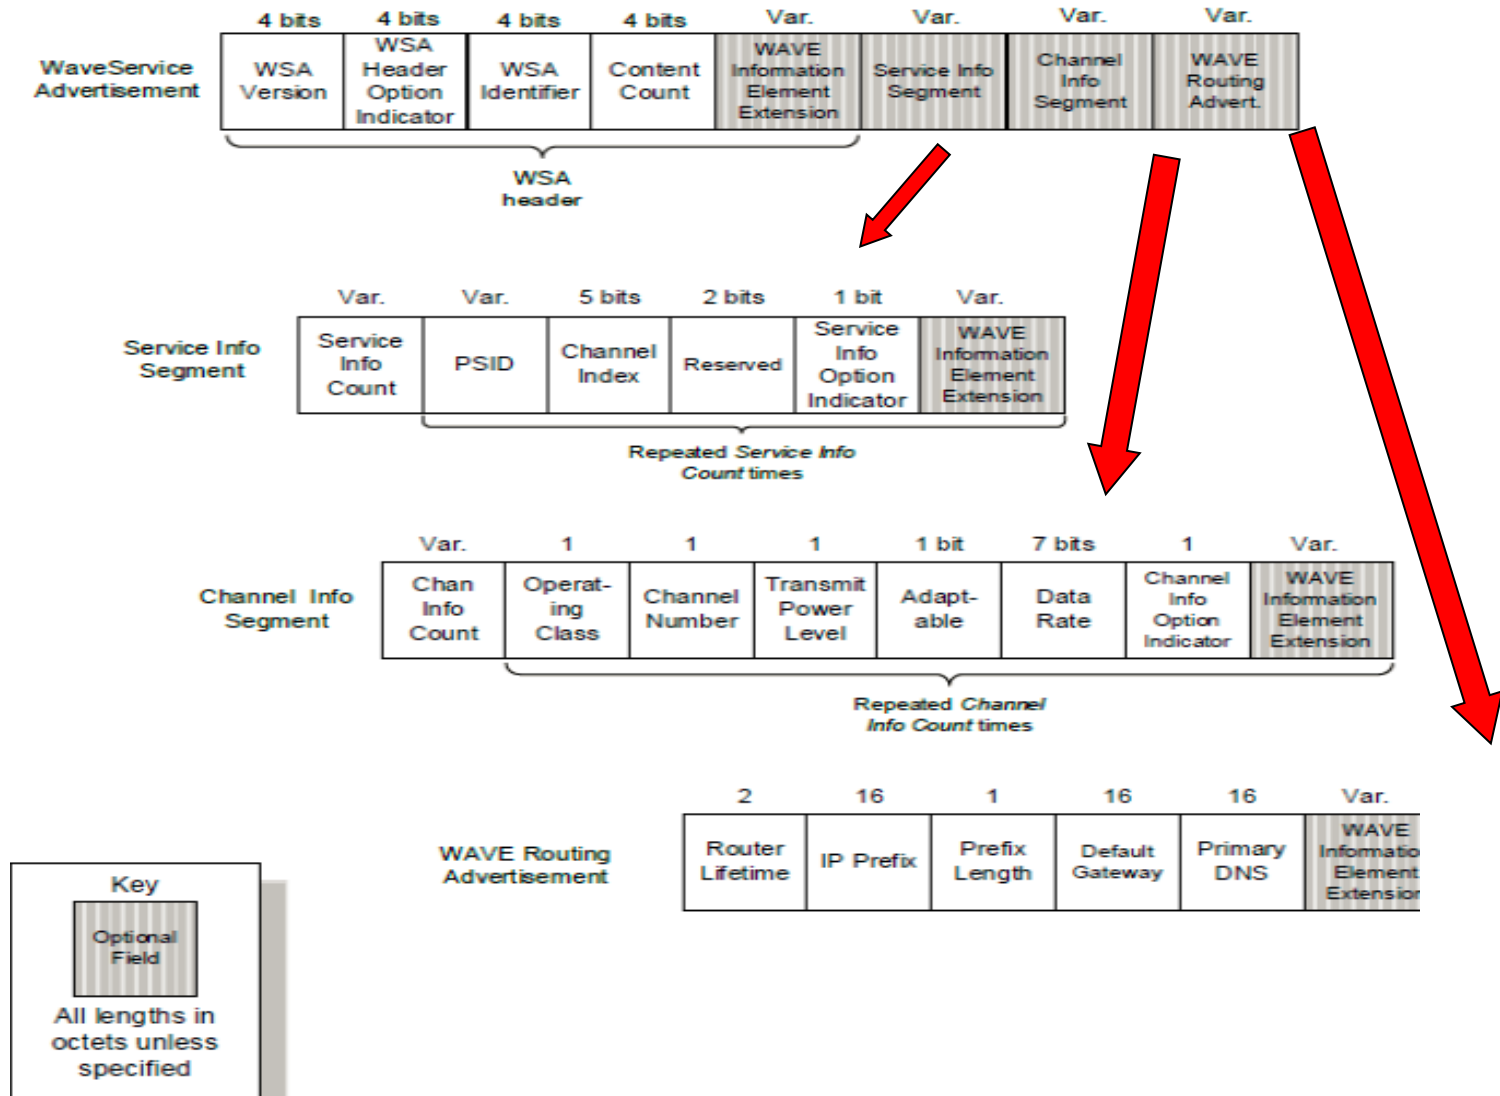 4 bits 4 bits 4 bits 4 bits Var. Var. Var. Var.
WaveService
Advertisement
WSA
Version
WSA
Header
Option
Indicator
WSA
Identifier
Content
Count
WAVE
Information
Element
Extension
Service Info
Segment
Channel
Info
Segment
WAVE
Routing
Advert.
WSA
header
Var. Var. 5 bits 2 bits 1 bit Var.
Service Info
Segment
Service
Info
Count
PSID
Channel
Index
Reserved
Service
Info
Option
Indicator
WAVE
Information
Element
Extension
Repeated Service Info
Count times
Var. 1 1 1 1 bit 7 bits 1 Var.
Channel Info
Segment
Chan
Info
Count
Operat-
ing
Class
Channel
Number
Transmit
Power
Level
Adapt-
able
Data
Rate
Channel
Info
Option
Indicator
WAVE
Information
Element
Extension
Repeated Channel
Info Count times
2 16 1 16 16 Var.
WAVE Routing
Advertisement
Router
Lifetime
IP Prefix
Prefix
Length
Default
Gateway
Primary
DNS
WAVE
Informatio
Element
Extension
Key
Optional
Field
All lengths in
octets unless
specified